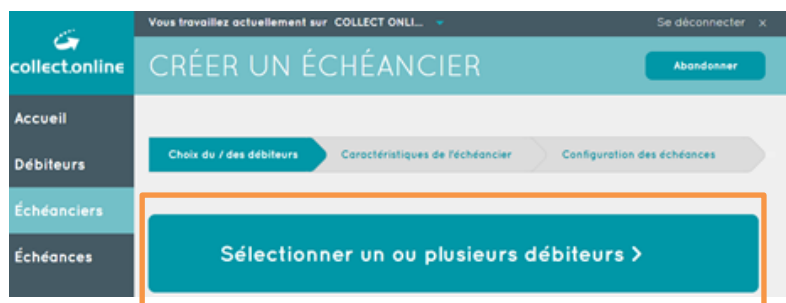 Vous travaillez actuellement sur COLLECT ONLI...
Se déconnecter x
collect.online
CRÉER UN ÉCHÉANCIER
Abandonner
Accueil
Débiteurs
Échéanciers
Échéances
Choix du / des débiteurs
Caractéristiques de l'échéancier
Configuration des échéances
Sélectionner un ou plusieurs débiteurs >